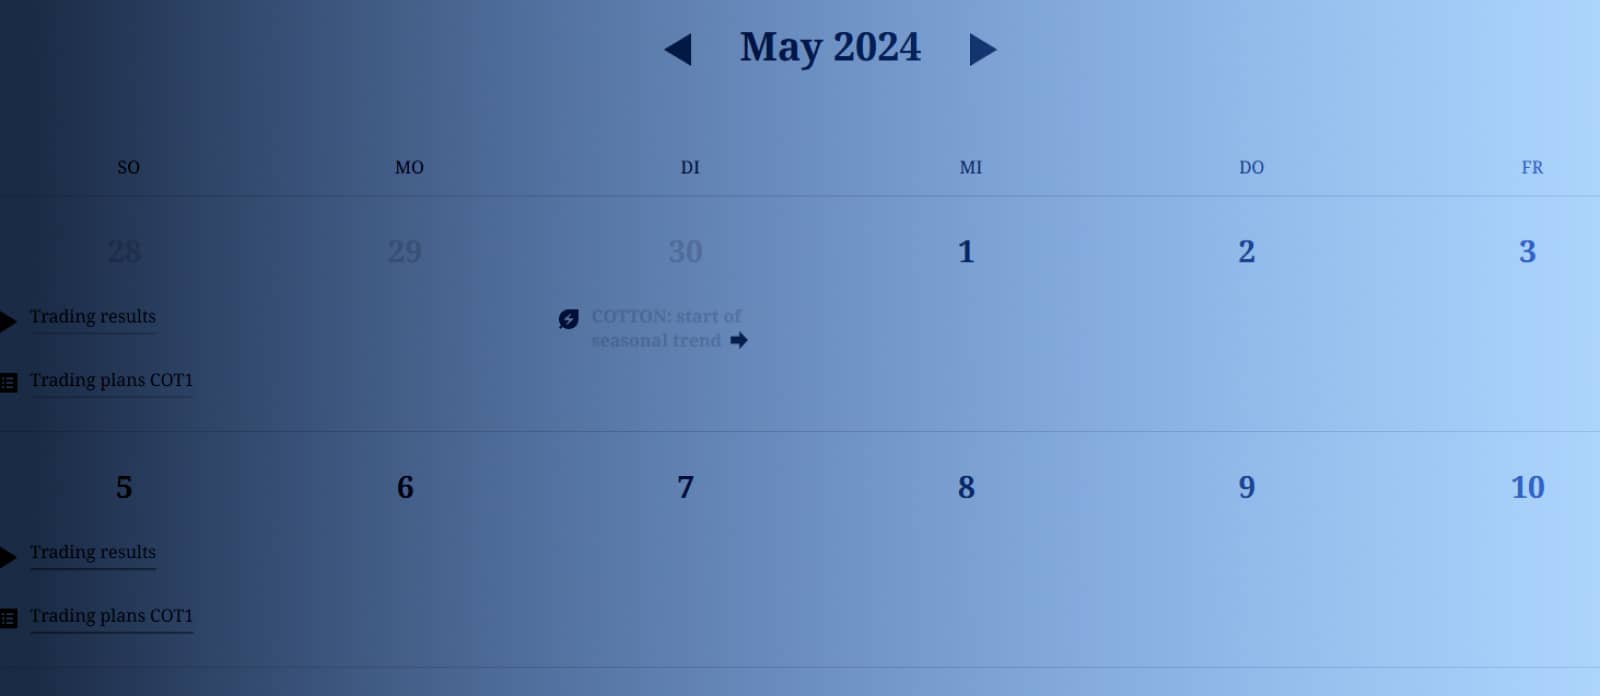 May 2024
SO MO DI MI DO FR
28 29 30 1 2 3
Trading results
COTTON: start of
seasonal trend
Trading plans COT1
5 6 7 8 9 10
Trading results
Trading plans COT1